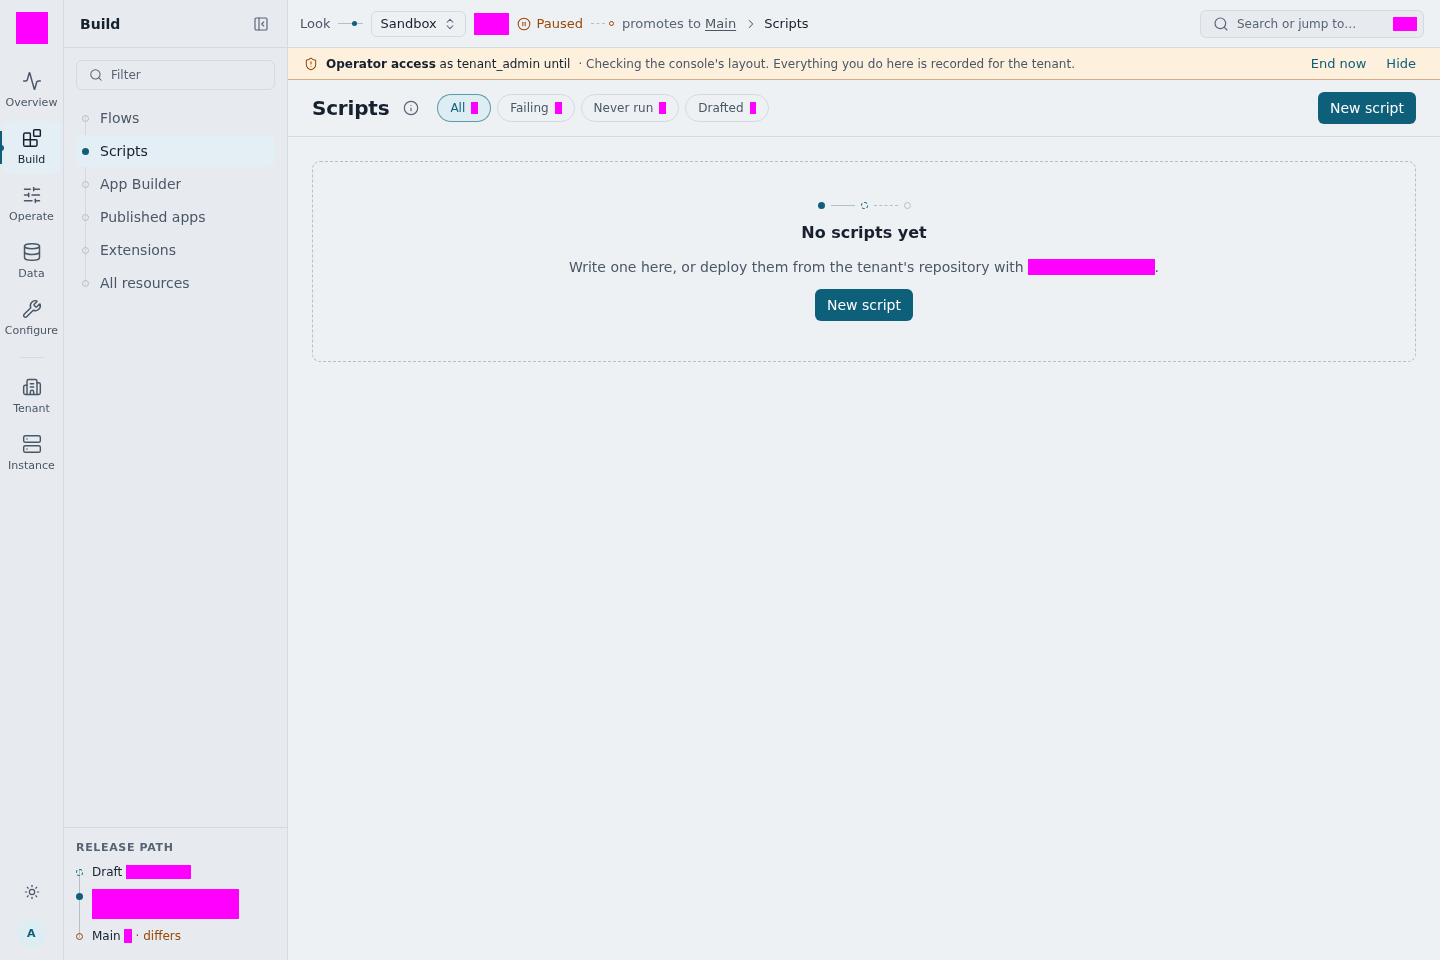 Build
Look
Sandbox
Paused
promotes to Main
Scripts
Search or jump to…
Operator access as tenant_admin until · Checking the console's layout. Everything you do here is recorded for the tenant.
End now
Hide
Overview
Build
Operate
Data
Configure
Tenant
Instance
A
Filter
Flows
Scripts
App Builder
Published apps
Extensions
All resources
RELEASE PATH
Draft
Main · differs
Scripts
All
Failing
Never run
Drafted
New script
No scripts yet
Write one here, or deploy them from the tenant's repository with .
New script